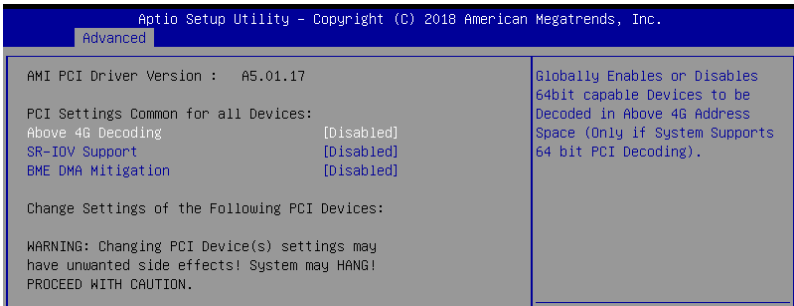 Aptio Setup Utility – Copyright (C) 2018 American Megatrends, Inc.
Advanced
AMI PCI Driver Version : A5.01.17
PCI Settings Common for all Devices:
Above 4G Decoding [Disabled]
SR-IOV Support [Disabled]
BME DMA Mitigation [Disabled]
Change Settings of the Following PCI Devices:
WARNING: Changing PCI Device(s) settings may
have unwanted side effects! System may HANG!
PROCEED WITH CAUTION.
Globally Enables or Disables
64bit capable Devices to be
Decoded in Above 4G Address
Space (Only if System Supports
64 bit PCI Decoding).